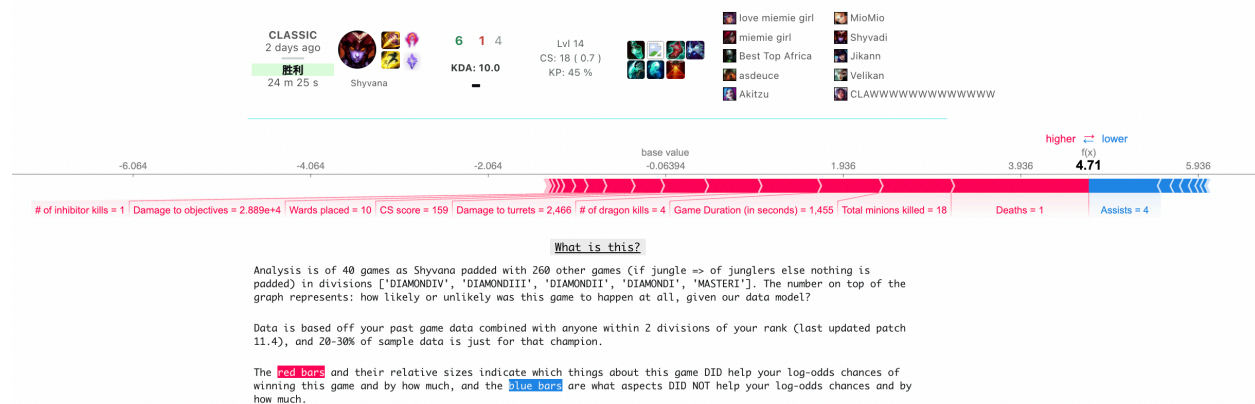 CLASSIC
2 days ago
胜利
24 m 25 s
Shyvana
6 1 4
KDA: 10.0
-
Lvl 14
CS: 18 ( 0.7 )
KP: 45 %
love miemie girl
miemie girl
Best Top Africa
asdeuce
Akitzu
MioMio
Shyvadi
Jikann
Velikan
CLAWWWWWWWWWWWWW
higher ⇄ lower
base value
f(x)
-6.064 -4.064 -2.064 -0.06394 1.936 3.936 4.71 5.936
# of inhibitor kills = 1 Damage to objectives = 2.889e+4 Wards placed = 10 CS score = 159 Damage to turrets = 2,466 # of dragon kills = 4 Game Duration (in seconds) = 1,455 Total minions killed = 18 Deaths = 1 Assists = 4
What is this?
Analysis is of 40 games as Shyvana padded with 260 other games (if jungle => of junglers else nothing is
padded) in divisions ['DIAMONDIV', 'DIAMONDIII', 'DIAMONDII', 'DIAMONDI', 'MASTERI']. The number on top of the
graph represents: how likely or unlikely was this game to happen at all, given our data model?
Data is based off your past game data combined with anyone within 2 divisions of your rank (last updated patch
11.4), and 20-30% of sample data is just for that champion.
The red bars and their relative sizes indicate which things about this game DID help your log-odds chances of
winning this game and by how much, and the blue bars are what aspects DID NOT help your log-odds chances and by
how much.